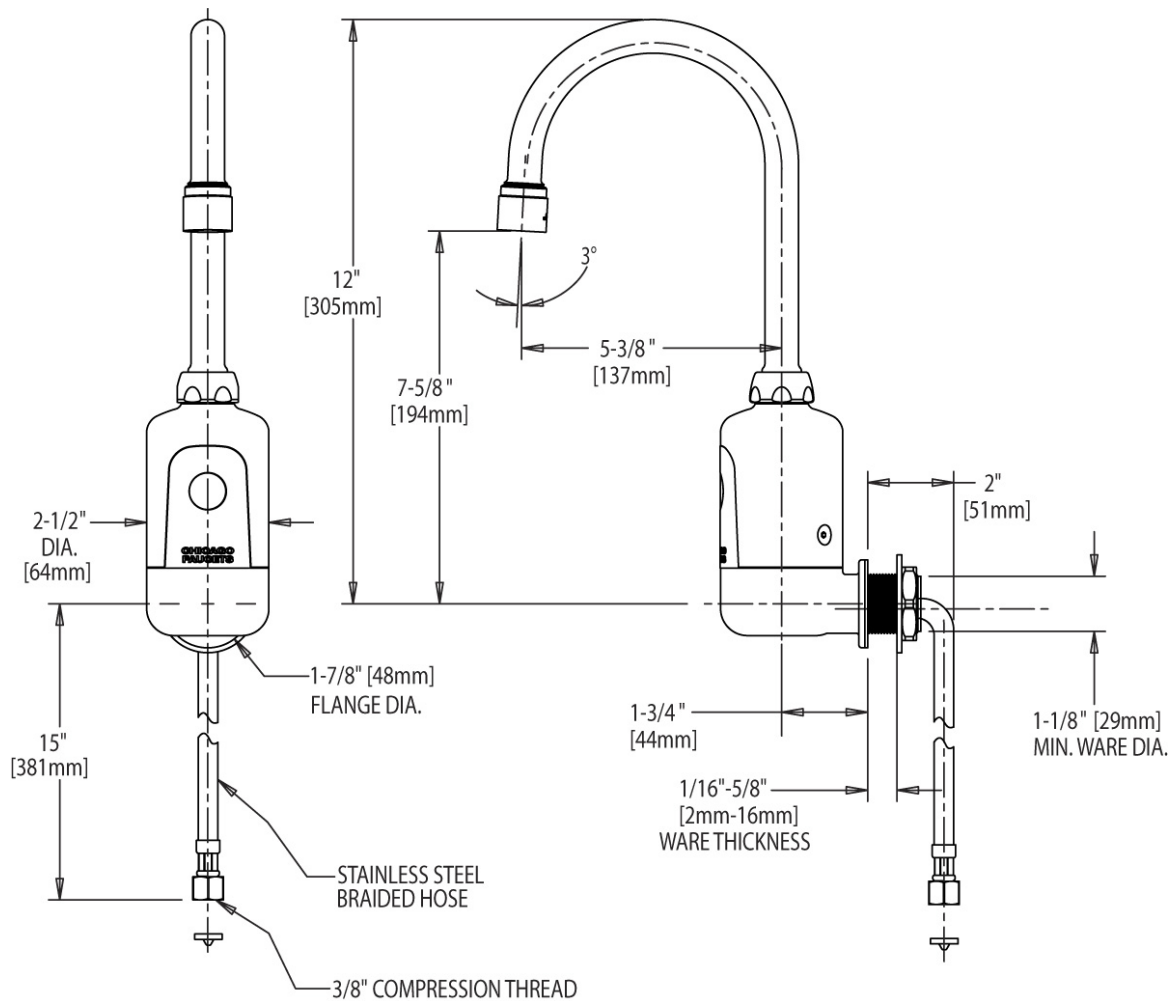 12"
[305mm]
3°
5-3/8"
[137mm]
7-5/8"
[194mm]
2"
[51mm]
2-1/2"
DIA.
[64mm]
CHICAGO
FAUCETS
1-7/8" [48mm]
FLANGE DIA.
1-3/4"
[44mm]
1-1/8" [29mm]
MIN. WARE DIA.
15"
[381mm]
1/16"-5/8"
[2mm-16mm]
WARE THICKNESS
STAINLESS STEEL
BRAIDED HOSE
3/8" COMPRESSION THREAD